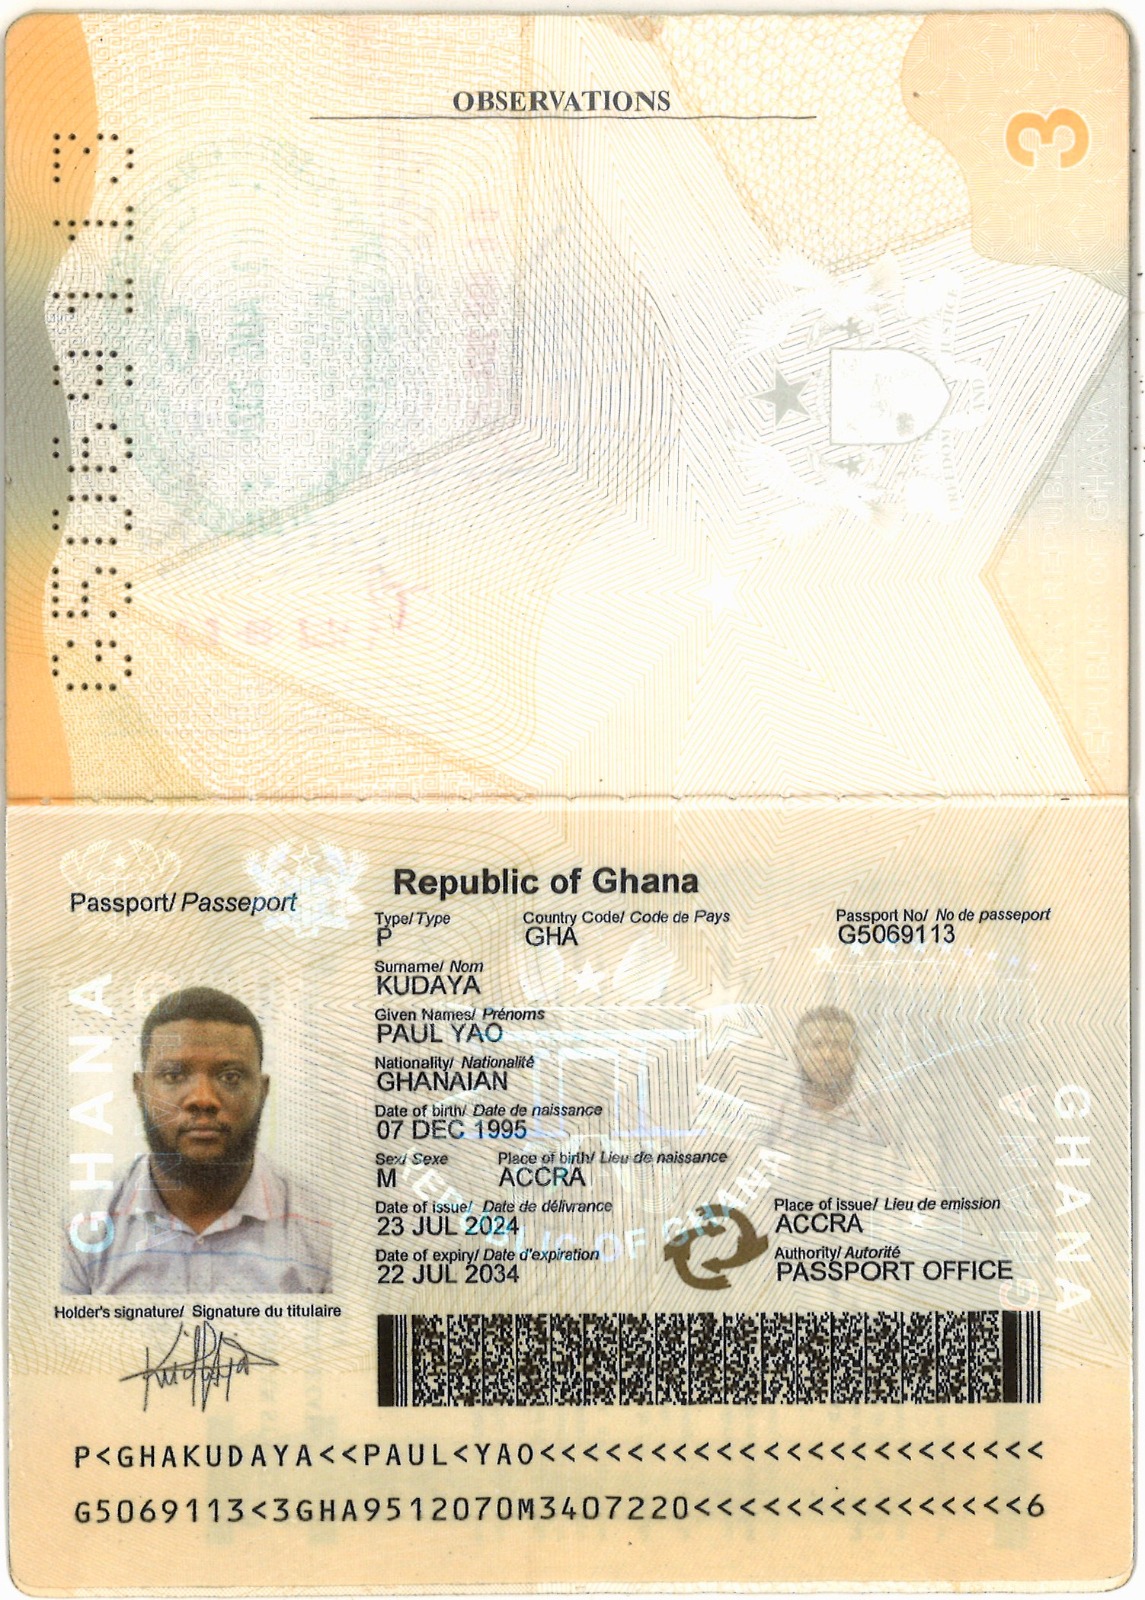 OBSERVATIONS
3
G5069113
Passport/ Passeport
Republic of Ghana
Type/ Type
Country Code/ Code de Pays
Passport No/ No de passeport
P
GHA
G5069113
Surname/ Nom
KUDAYA
Given Names/ Prénoms
PAUL YAO
Nationality/ Nationalité
GHANAIAN
Date of birth/ Date de naissance
07 DEC 1995
Sex/ Sexe
Place of birth/ Lieu de naissance
M
ACCRA
Date of issue/ Date de délivrance
Place of issue/ Lieu de emission
23 JUL 2024
ACCRA
Date of expiry/ Date d'expiration
Authority/ Autorité
22 JUL 2034
PASSPORT OFFICE
GHANA
GHANA
REPUBLIC OF GHANA
Holder's signature/ Signature du titulaire
P<GHAKUDAYA<<PAUL<YAO<<<<<<<<<<<<<<<<<<<<<<<
G5069113<3GHA9512070M3407220<<<<<<<<<<<<<<<6